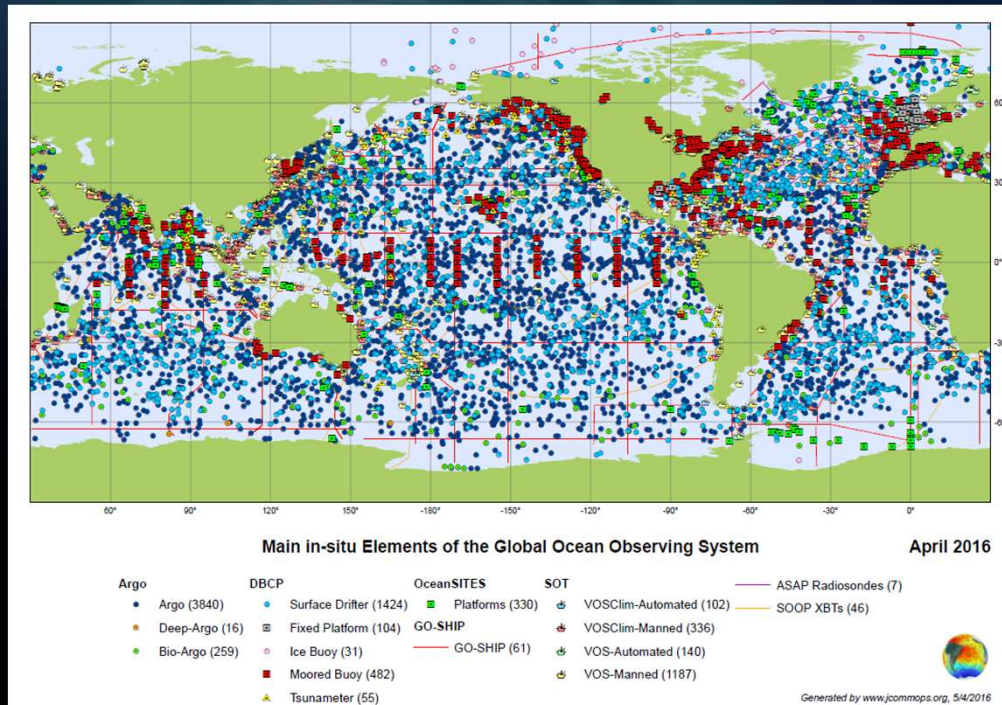 60
30
0°
-3
-6
60°
90°
120°
150°
-180°
-150°
-120°
-90°
-60°
-30°
0°
Main in-situ Elements of the Global Ocean Observing System
April 2016
Argo
Argo (3840)
Deep-Argo (16)
Bio-Argo (259)
DBCP
Surface Drifter (1424)
Fixed Platform (104)
Ice Buoy (31)
Moored Buoy (482)
Tsunameter (55)
OceanSITES
Platforms (330)
GO-SHIP
GO-SHIP (61)
SOT
VOSClim-Automated (102)
VOSClim-Manned (336)
VOS-Automated (140)
VOS-Manned (1187)
ASAP Radiosondes (7)
SOOP XBTs (46)
Generated by www.jcommops.org, 5/4/2016